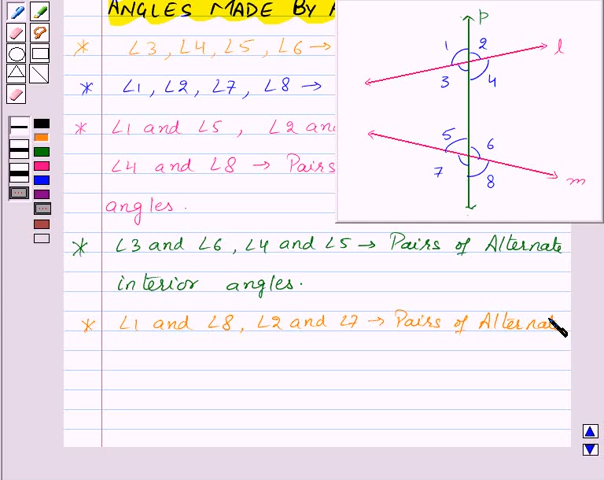 ANGLES MADE BY A
* ∠3, ∠4, ∠5, ∠6 →
* ∠1, ∠2, ∠7, ∠8 →
* ∠1 and ∠5, ∠2 an
∠4 and ∠8 → Pairs
angles.
* ∠3 and ∠6, ∠4 and ∠5 → Pairs of Alternate
interior angles.
* ∠1 and ∠8, ∠2 and ∠7 → Pairs of Alternat
p
1 2 l
3 4
5 6
7 8 m